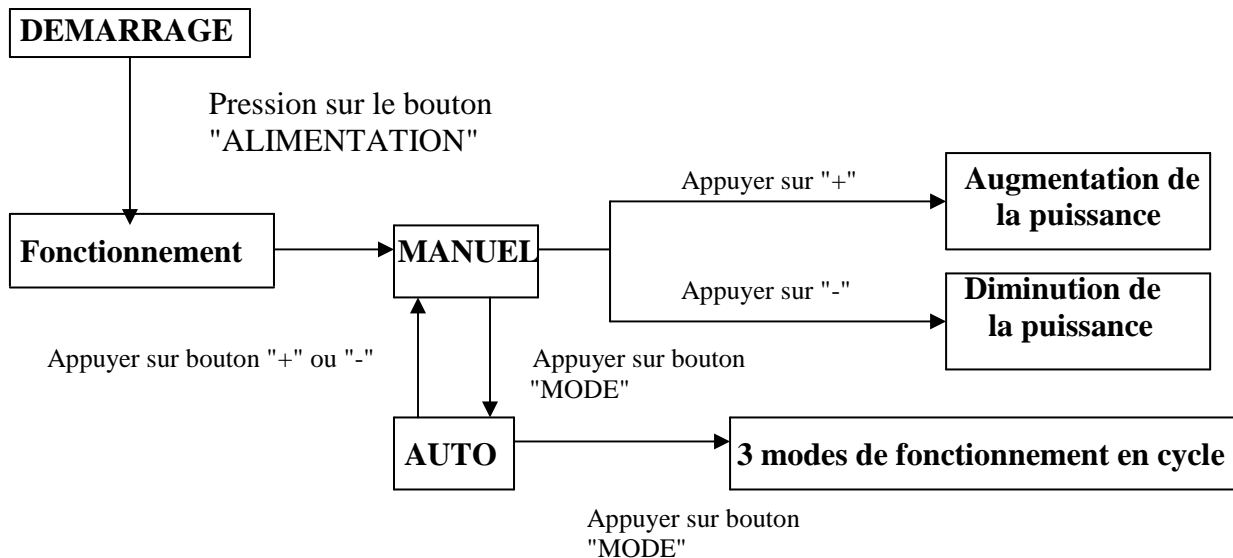 DEMARRAGE
Pression sur le bouton
"ALIMENTATION"
Appuyer sur "+"
Augmentation de
la puissance
Fonctionnement
MANUEL
Appuyer sur "-"
Diminution de
la puissance
Appuyer sur bouton "+" ou "-"
Appuyer sur bouton
"MODE"
AUTO
3 modes de fonctionnement en cycle
Appuyer sur bouton
"MODE"